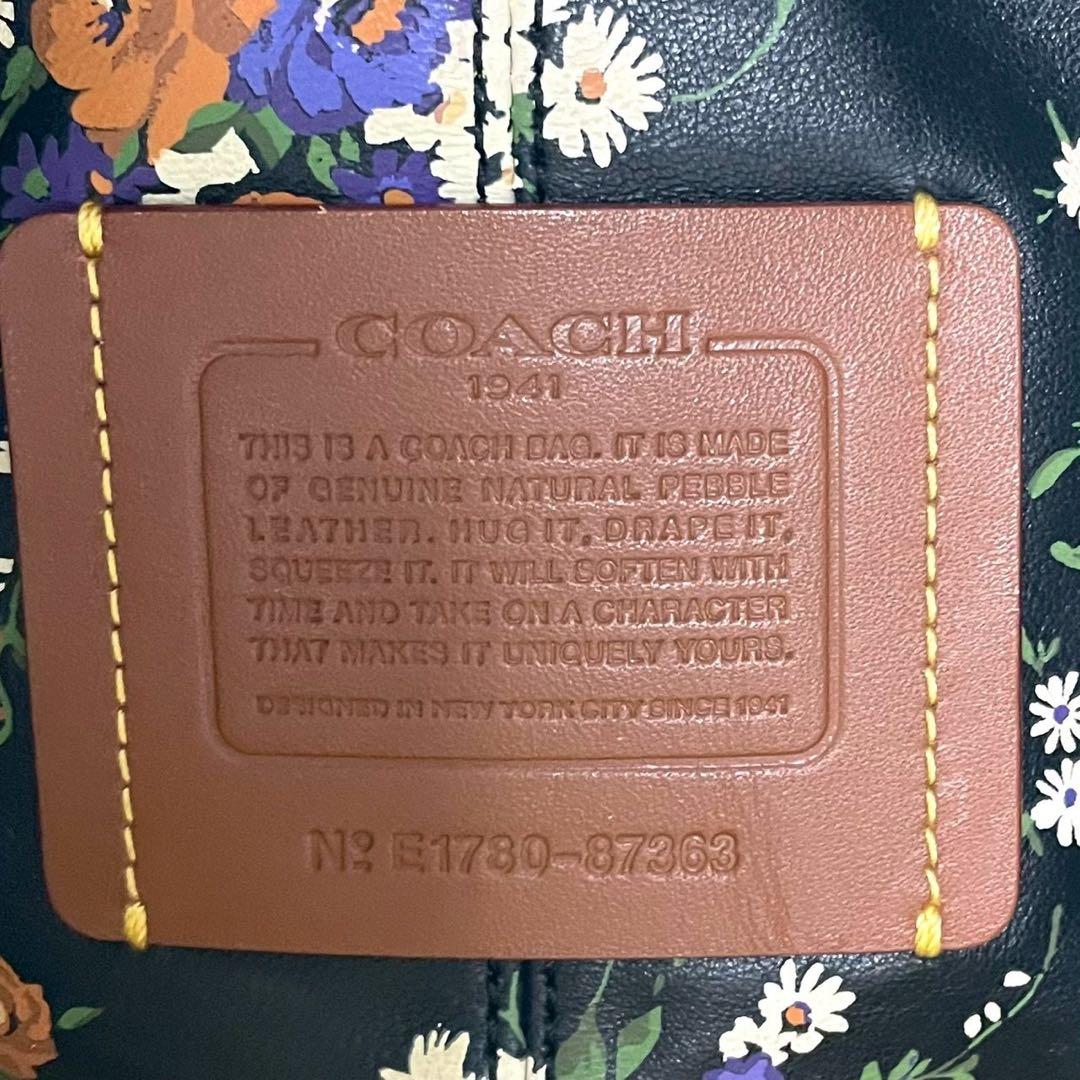 COACH
1941
THIS IS A COACH BAG. IT IS MADE
OF GENUINE NATURAL PEBBLE
LEATHER. HUG IT, DRAPE IT,
SQUEEZE IT. IT WILL SOFTEN WITH
TIME AND TAKE ON A CHARACTER
THAT MAKES IT UNIQUELY YOURS.
DESIGNED IN NEW YORK CITY SINCE 1941
Nº E1780-87363